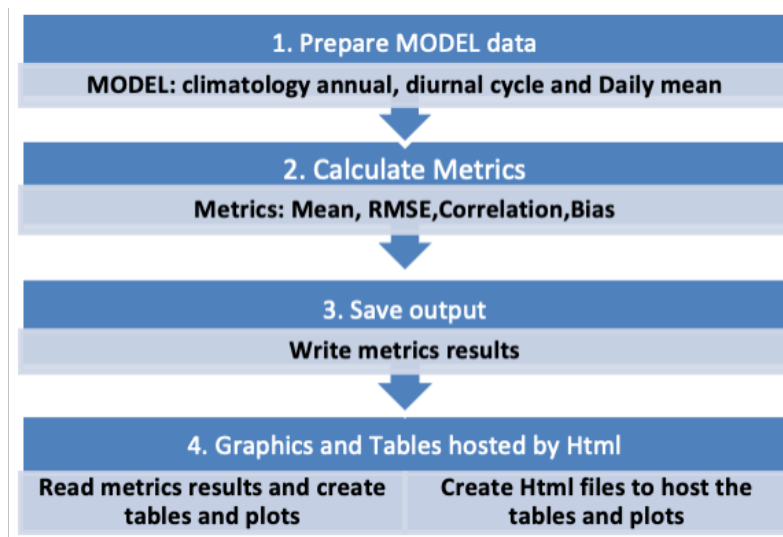 1. Prepare MODEL data
MODEL: climatology annual, diurnal cycle and Daily mean
2. Calculate Metrics
Metrics: Mean, RMSE,Correlation,Bias
3. Save output
Write metrics results
4. Graphics and Tables hosted by Html
Read metrics results and create
tables and plots
Create Html files to host the
tables and plots